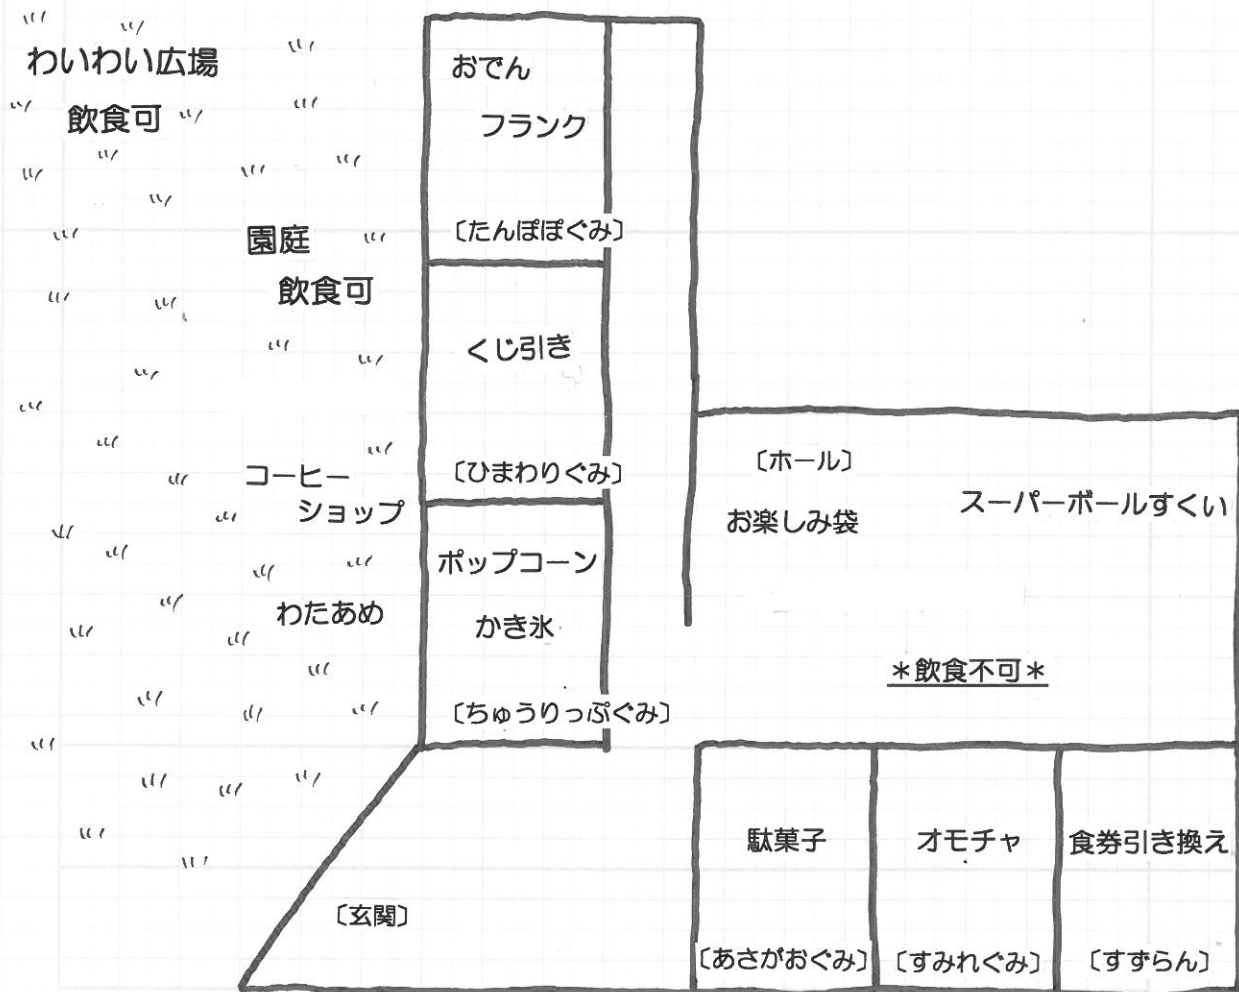 わいわい広場
飲食可
園庭
飲食可
コーヒー
ショップ
わたあめ
おでん
フランク
〔たんぽぽぐみ〕
くじ引き
〔ひまわりぐみ〕
ポップコーン
かき氷
〔ちゅうりっぷぐみ〕
〔ホール〕
お楽しみ袋
スーパーボールすくい
＊飲食不可＊
〔玄関〕
駄菓子
〔あさがおぐみ〕
オモチャ
〔すみれぐみ〕
食券引き換え
〔すずらん〕